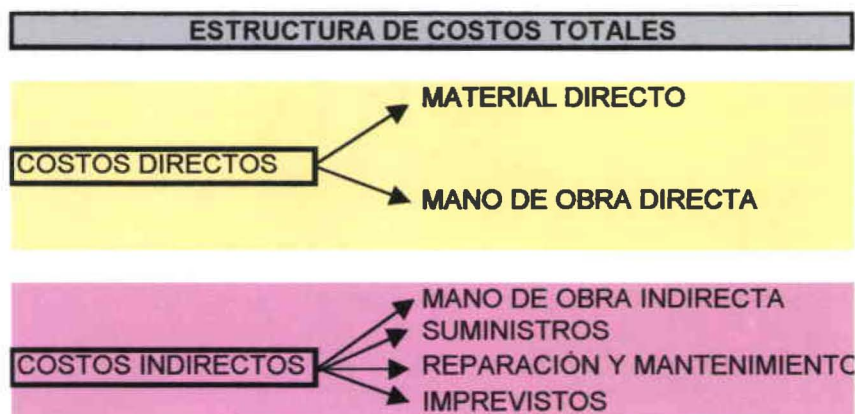 ESTRUCTURA DE COSTOS TOTALES
MATERIAL DIRECTO
COSTOS DIRECTOS
MANO DE OBRA DIRECTA
MANO DE OBRA INDIRECTA
SUMINISTROS
COSTOS INDIRECTOS
REPARACIÓN Y MANTENIMIENTO
IMPREVISTOS